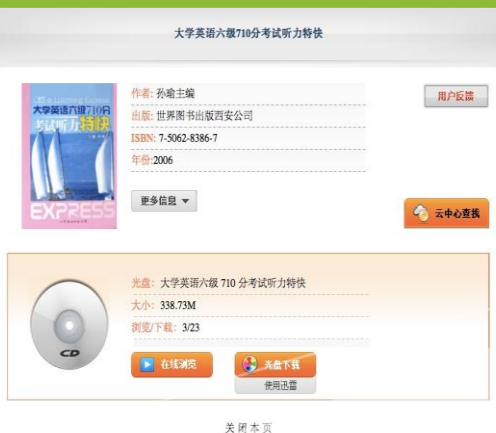 大学英语六级710分考试听力特快
大学英语六级710分
考试听力特快
EXPRESS
作者: 孙喻主编
出版: 世界图书出版西安公司
ISBN: 7-5062-8386-7
年份:2006
更多信息
用户反馈
云中心查找
光盘: 大学英语六级 710 分考试听力特快
大小: 338.73M
浏览/下载: 3/23
CD
在线浏览
光盘下载
使用迅雷
关闭本页